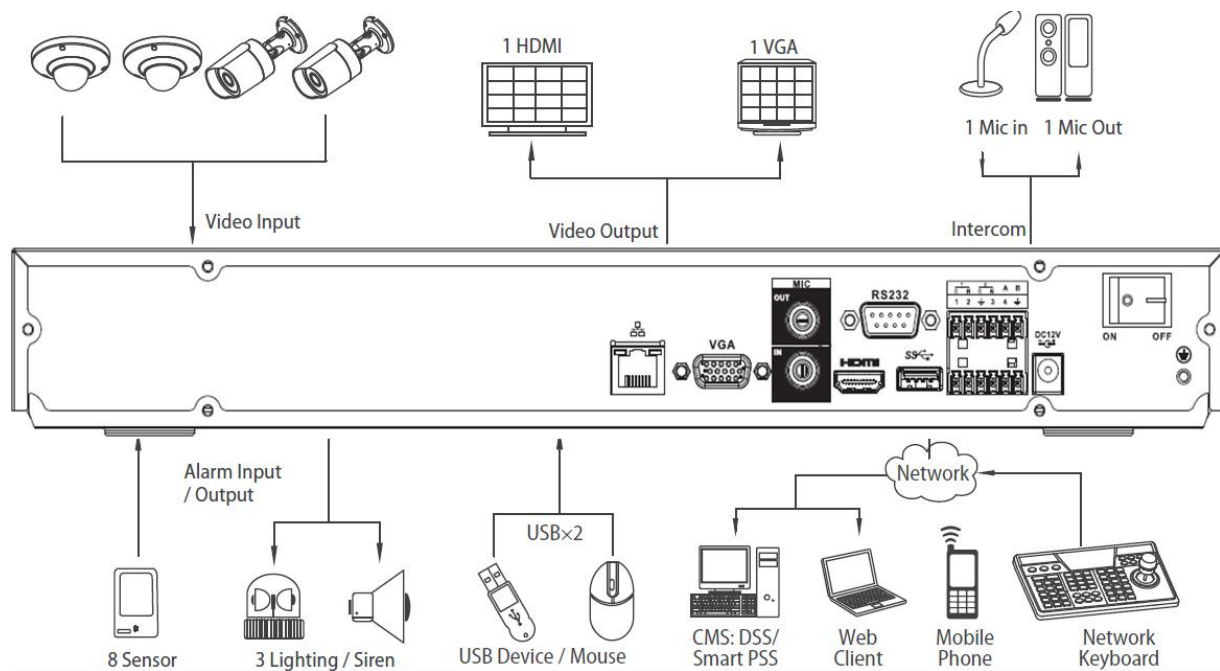 1 HDMI
1 VGA
1 Mic in
1 Mic Out
Video Input
Video Output
Intercom
MIC
OUT
RS232
A B
1 2 3 4
DC12V
ON OFF
VGA
IN
HDMI
SS
Alarm Input
/ Output
Network
USB×2
8 Sensor
3 Lighting / Siren
USB Device / Mouse
CMS: DSS/
Smart PSS
Web
Client
Mobile
Phone
Network
Keyboard